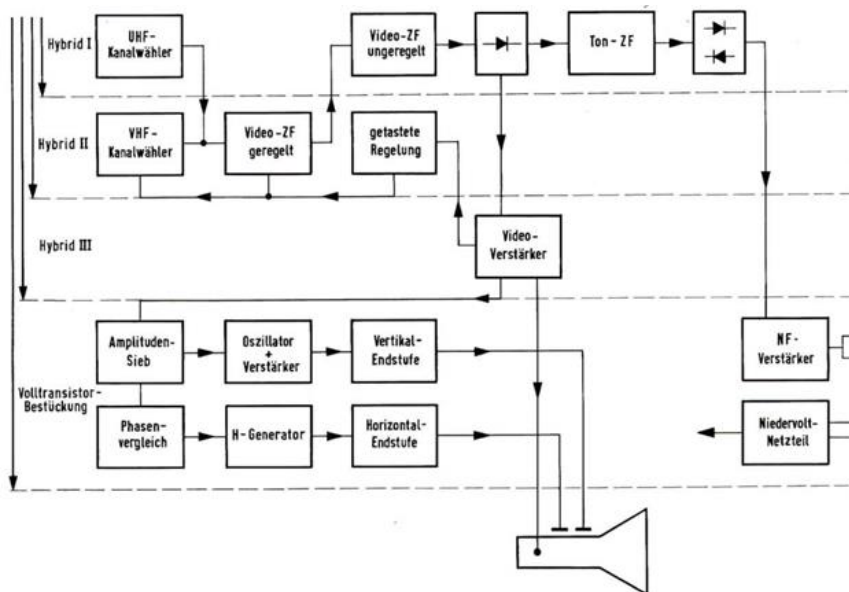 Hybrid I
UHF-
Kanalwähler
Video-ZF
ungeregelt
Ton-ZF
Hybrid II
VHF-
Kanalwähler
Video-ZF
geregelt
getastete
Regelung
Hybrid III
Video-
Verstärker
Volltransistor-
Bestückung
Amplituden-
Sieb
Oszillator
+
Verstärker
Vertikal-
Endstufe
NF-
Verstärker
Phasen-
vergleich
H-Generator
Horizontal-
Endstufe
Niedervolt-
Netzteil